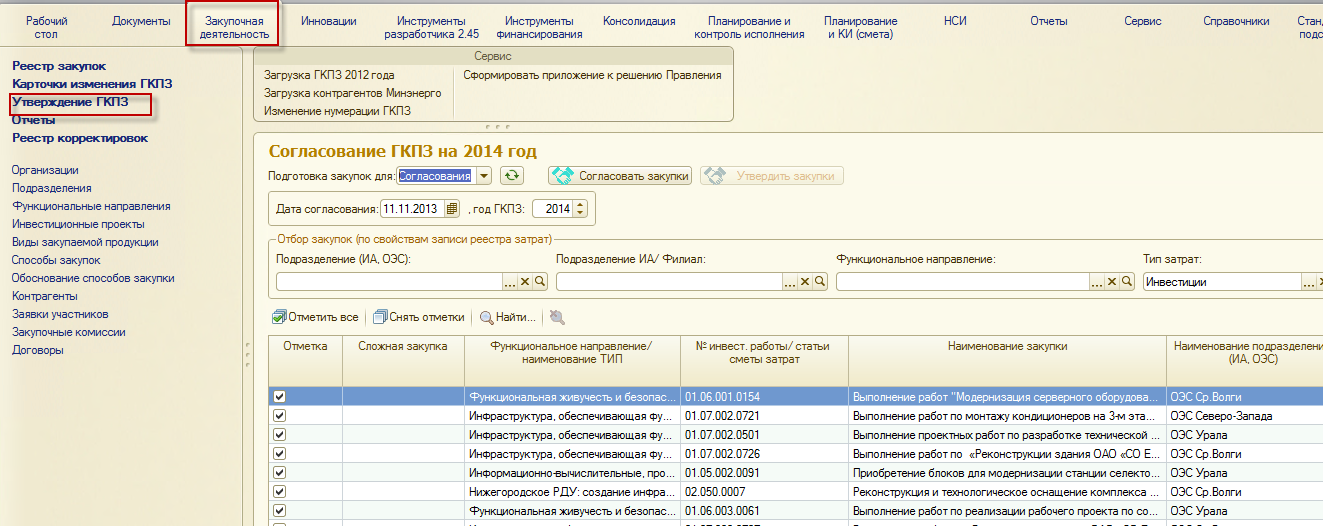 Рабочий стол
Документы
Закупочная деятельность
Инновации
Инструменты разработчика 2.45
Инструменты финансирования
Консолидация
Планирование и контроль исполнения
Планирование и КИ (смета)
НСИ
Отчеты
Сервис
Справочники
Реестр закупок
Карточки изменения ГКПЗ
Утверждение ГКПЗ
Отчеты
Реестр корректировок
Организации
Подразделения
Функциональные направления
Инвестиционные проекты
Виды закупаемой продукции
Способы закупок
Обоснование способов закупки
Контрагенты
Заявки участников
Закупочные комиссии
Договоры
Сервис
Загрузка ГКПЗ 2012 года
Сформировать приложение к решению Правления
Загрузка контрагентов Минэнерго
Изменение нумерации ГКПЗ
Согласование ГКПЗ на 2014 год
Подготовка закупок для: Согласования
Согласовать закупки
Утвердить закупки
Дата согласования: 11.11.2013 , год ГКПЗ: 2014
Отбор закупок (по свойствам записи реестра затрат)
Подразделение (ИА, ОЭС):
Подразделение ИА/ Филиал:
Функциональное направление:
Тип затрат:
Инвестиции
Отметить все
Снять отметки
Найти...
Отметка
Сложная закупка
Функциональное направление/ наименование ТИП
№ инвест. работы/ статьи сметы затрат
Наименование закупки
Наименование подразделен (ИА, ОЭС)
Функциональная живучесть и безопас... 01.06.001.0154 Выполнение работ "Модернизация серверного оборудова... ОЭС Ср.Волги
Инфраструктура, обеспечивающая фу... 01.07.002.0721 Выполнение работ по монтажу кондиционеров на 3-м эта... ОЭС Северо-Запада
Инфраструктура, обеспечивающая фу... 01.07.002.0501 Выполнение проектных работ по разработке технической ... ОЭС Урала
Инфраструктура, обеспечивающая фу... 01.07.002.0726 Выполнение работ по «Реконструкции здания ОАО «СО Е... ОЭС Урала
Информационно-вычислительные, про... 01.05.002.0091 Приобретение блоков для модернизации станции селекто... ОЭС Урала
Нижегородское РДУ: создание инфра... 02.050.0007 Реконструкция и технологическое оснащение комплекса ... ОЭС Ср.Волги
Функциональная живучесть и безопас... 01.06.003.0061 Выполнение работ по реализации рабочего проекта по со... ОЭС Ср.Волги